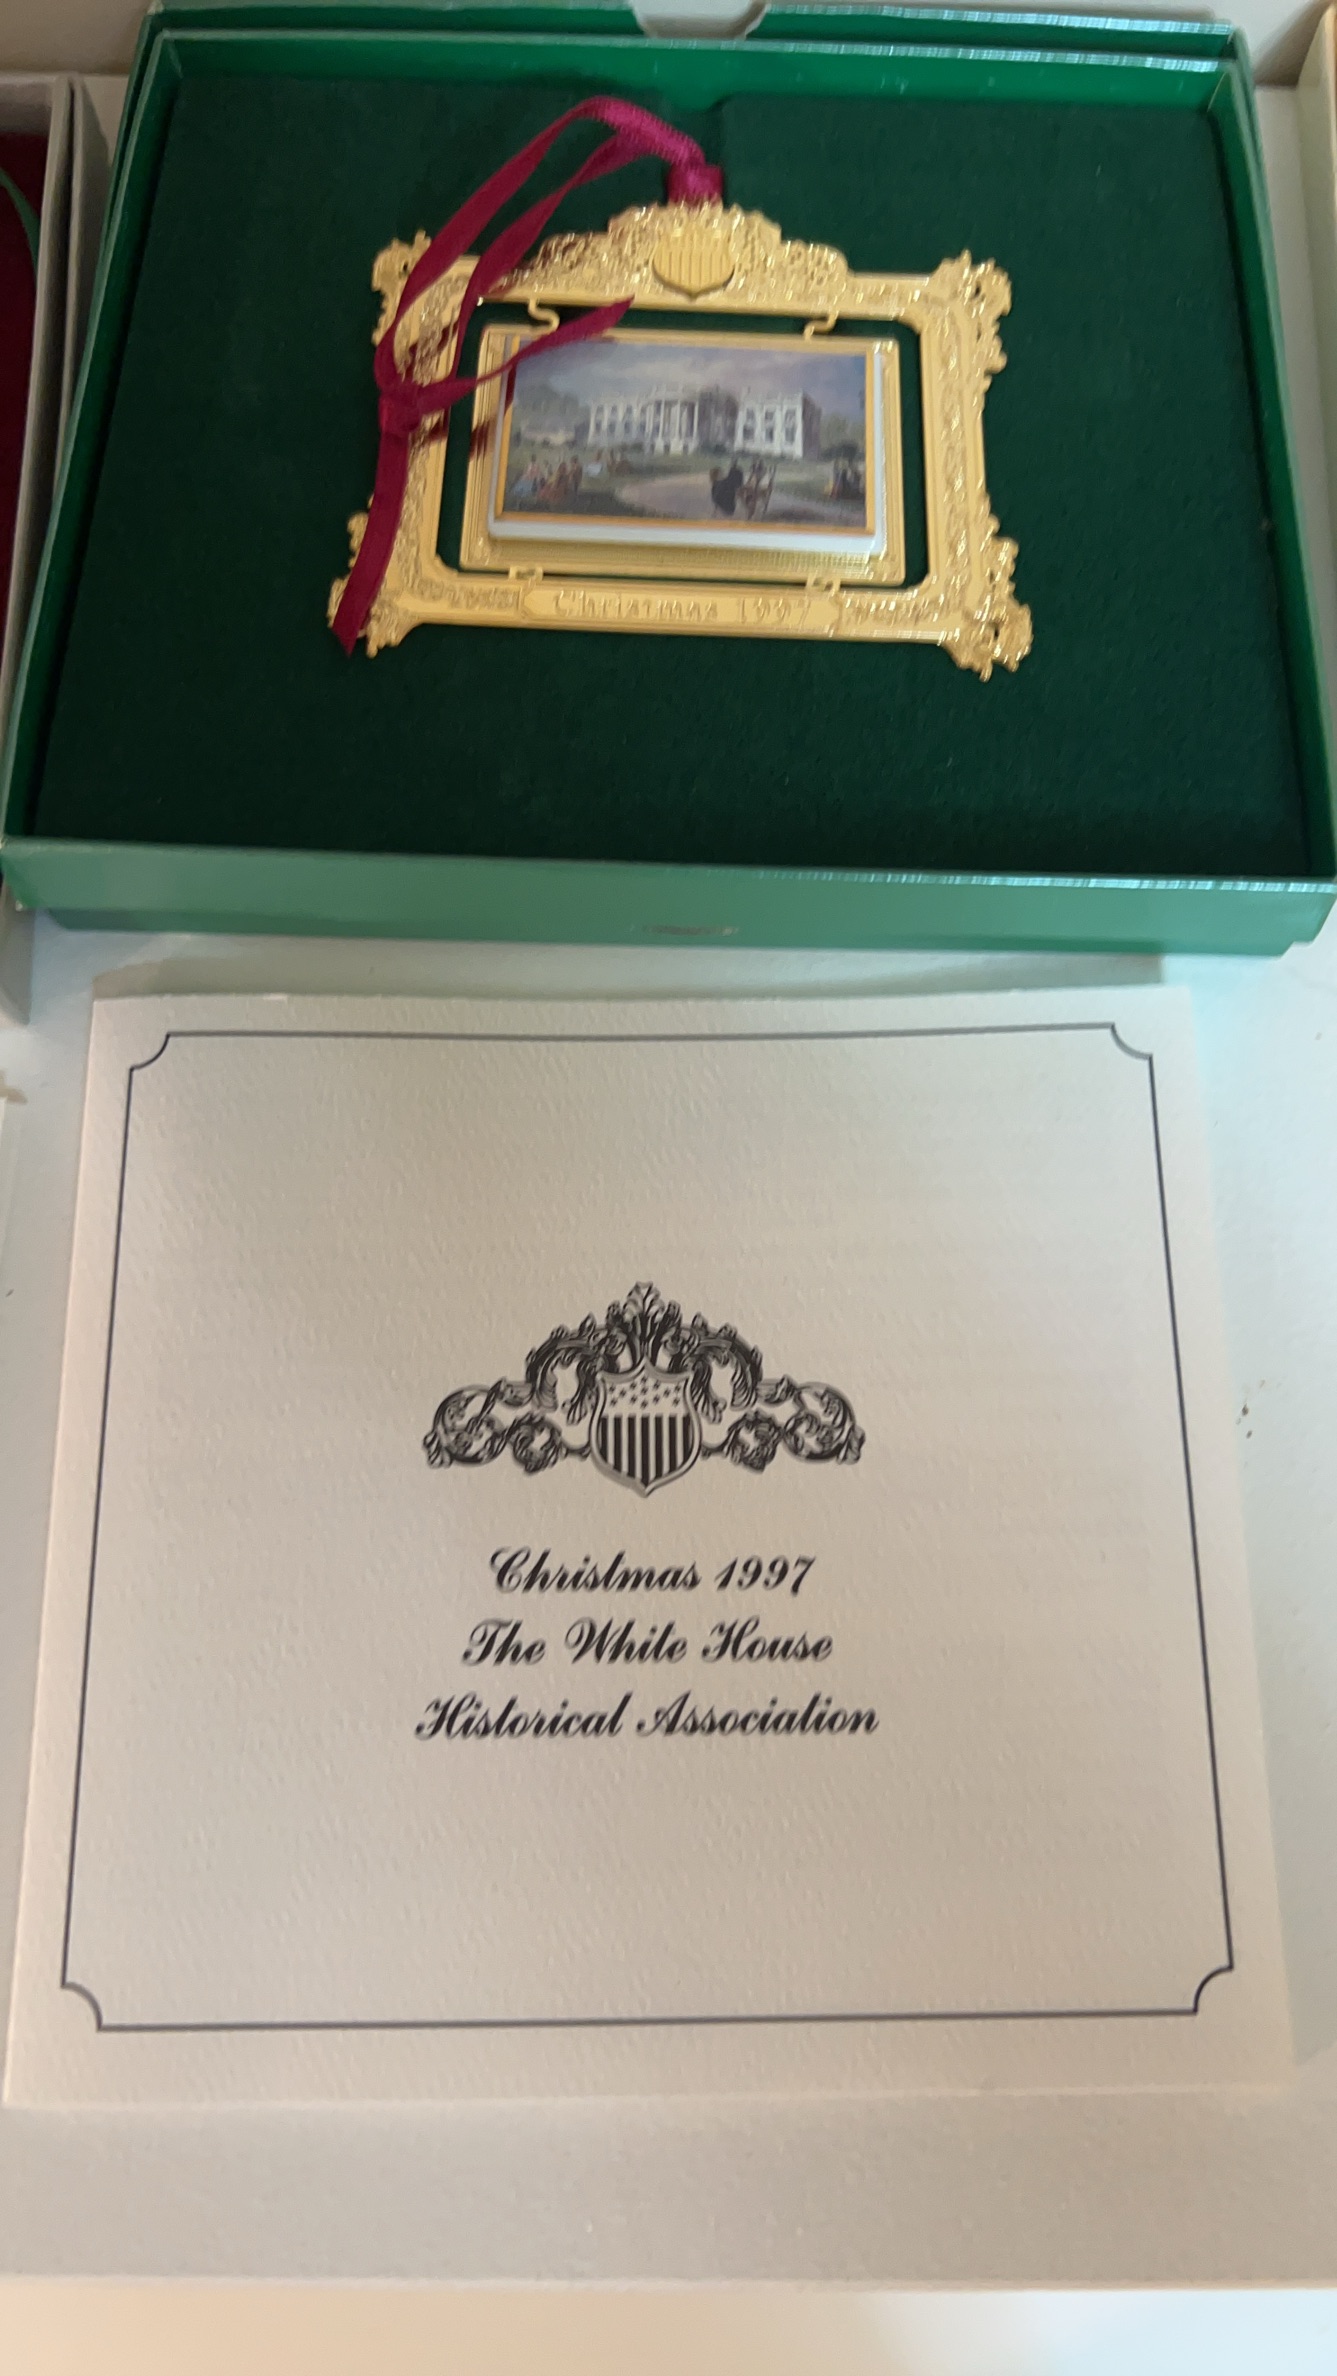 Christmas 1997
Christmas 1997
The White House
Historical Association